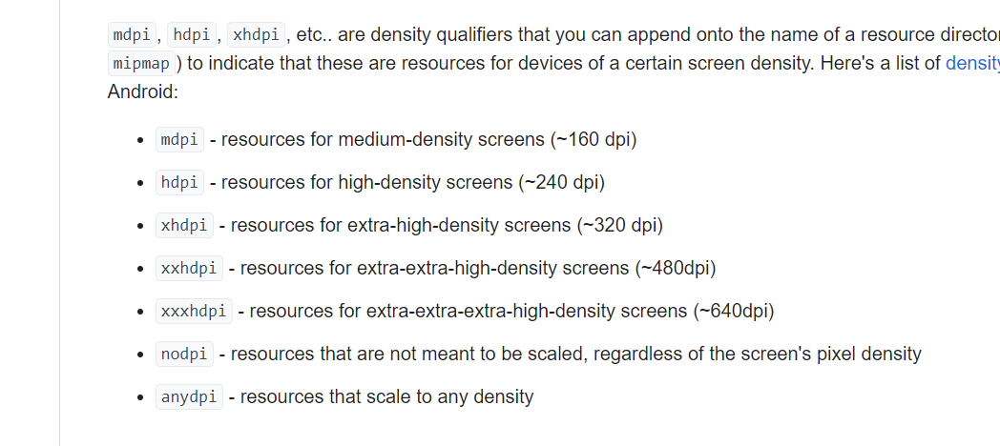 mdpi, hdpi, xhdpi, etc.. are density qualifiers that you can append onto the name of a resource
mipmap) to indicate that these are resources for devices of a certain screen density. Here's a list of
Android:
• mdpi - resources for medium-density screens (~160 dpi)
• hdpi - resources for high-density screens (~240 dpi)
• xhdpi - resources for extra-high-density screens (~320 dpi)
• xxhdpi - resources for extra-extra-high-density screens (~480dpi)
• xxxhdpi - resources for extra-extra-extra-high-density screens (~640dpi)
• nodpi - resources that are not meant to be scaled, regardless of the screen's pixel density
• anydpi - resources that scale to any density